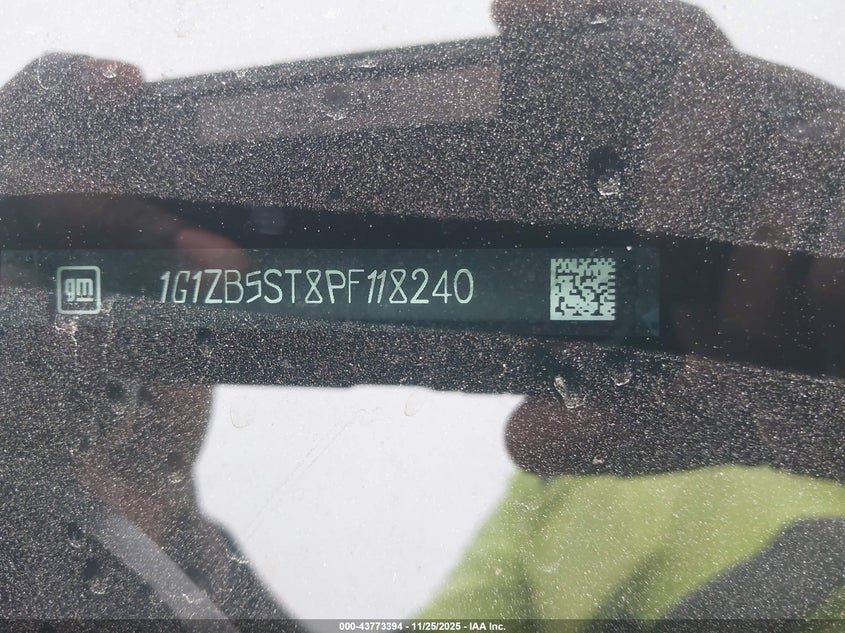 gm 1G1ZB5ST8PF118240
000-43773394 - 11/25/2025 - IAA Inc.